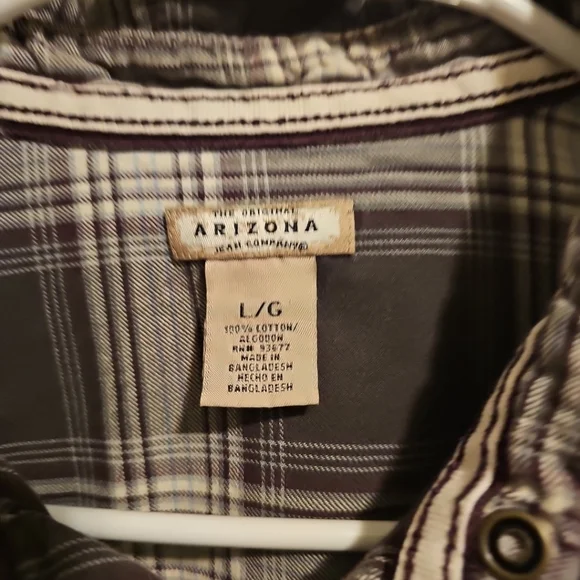 THE ORIGINAL
ARIZONA
JEAN COMPANY®
L/G
100% COTTON/
ALGODON
RN# 93677
MADE IN
BANGLADESH
HECHO EN
BANGLADESH